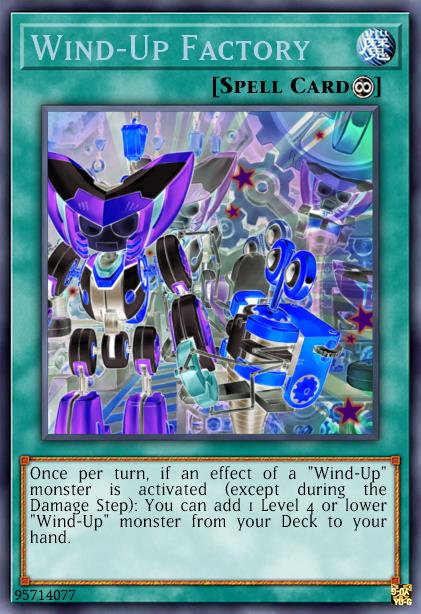 Wind-Up Factory
魔
[Spell Card]
Once per turn, if an effect of a "Wind-Up"
monster is activated (except during the
Damage Step): You can add 1 Level 4 or lower
"Wind-Up" monster from your Deck to your
hand.
95714077